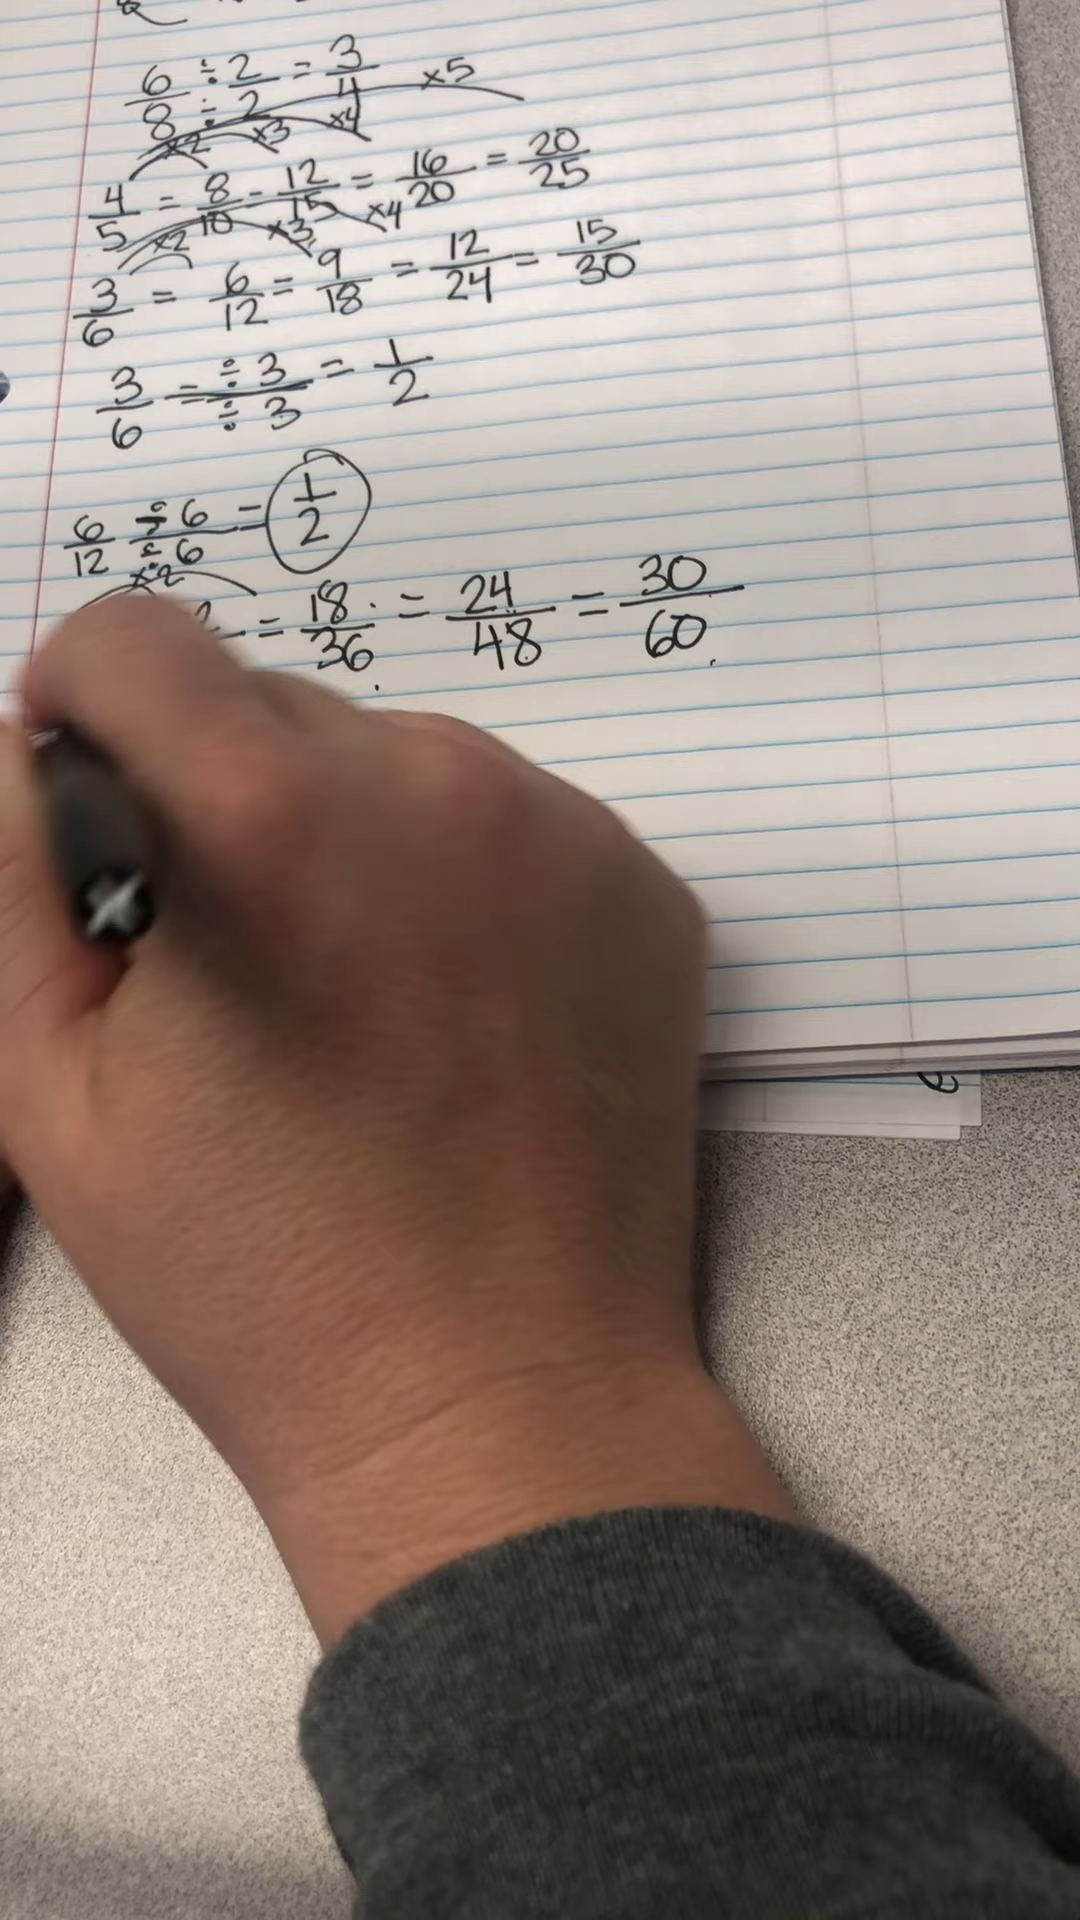 6/8 ÷2/÷2 = 3/4
×2 ×3 ×4 ×5
4/5 = 8/10 = 12/15 = 16/20 = 20/25
×2 ×3 ×4
3/6 = 6/12 = 9/18 = 12/24 = 15/30
3/6 = ÷3/÷3 = 1/2
6/12 ÷6/÷6 = 1/2
×2
= 18/36 = 24/48 = 30/60